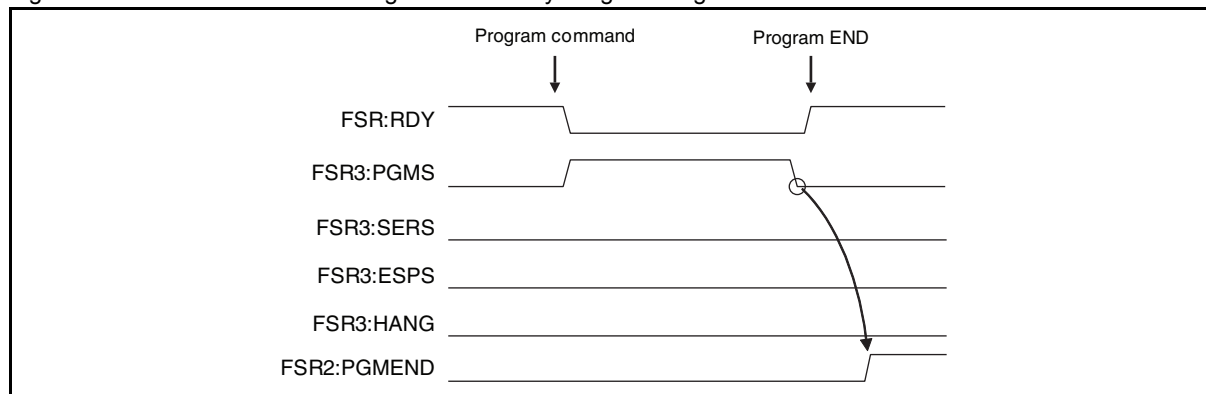 Program command
Program END
FSR:RDY
FSR3:PGMS
FSR3:SERS
FSR3:ESPS
FSR3:HANG
FSR2:PGMEND